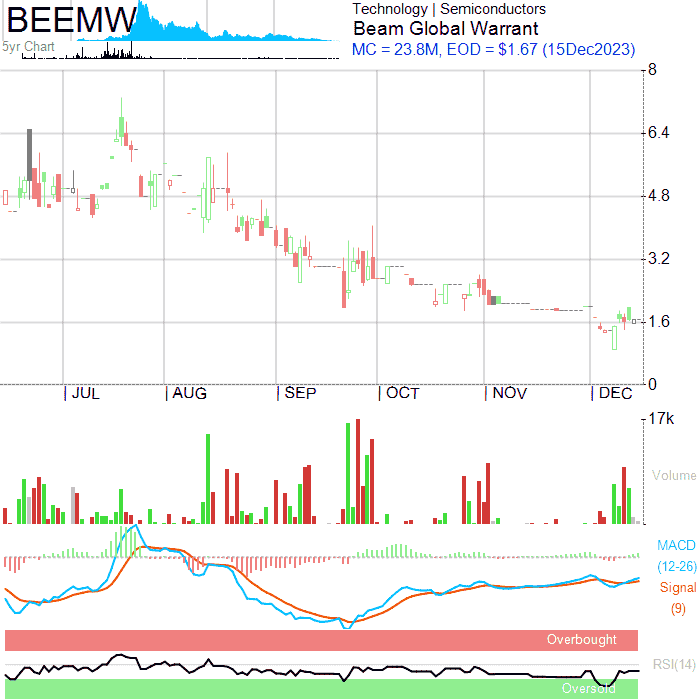 BEEMW
5yr Chart
Technology | Semiconductors
Beam Global Warrant
MC = 23.8M, EOD = $1.67 (15Dec2023)
8
6.4
4.8
3.2
1.6
0
JUL AUG SEP OCT NOV DEC
17k
Volume
MACD
(12-26)
Signal
(9)
Overbought
RSI(14)
Oversold